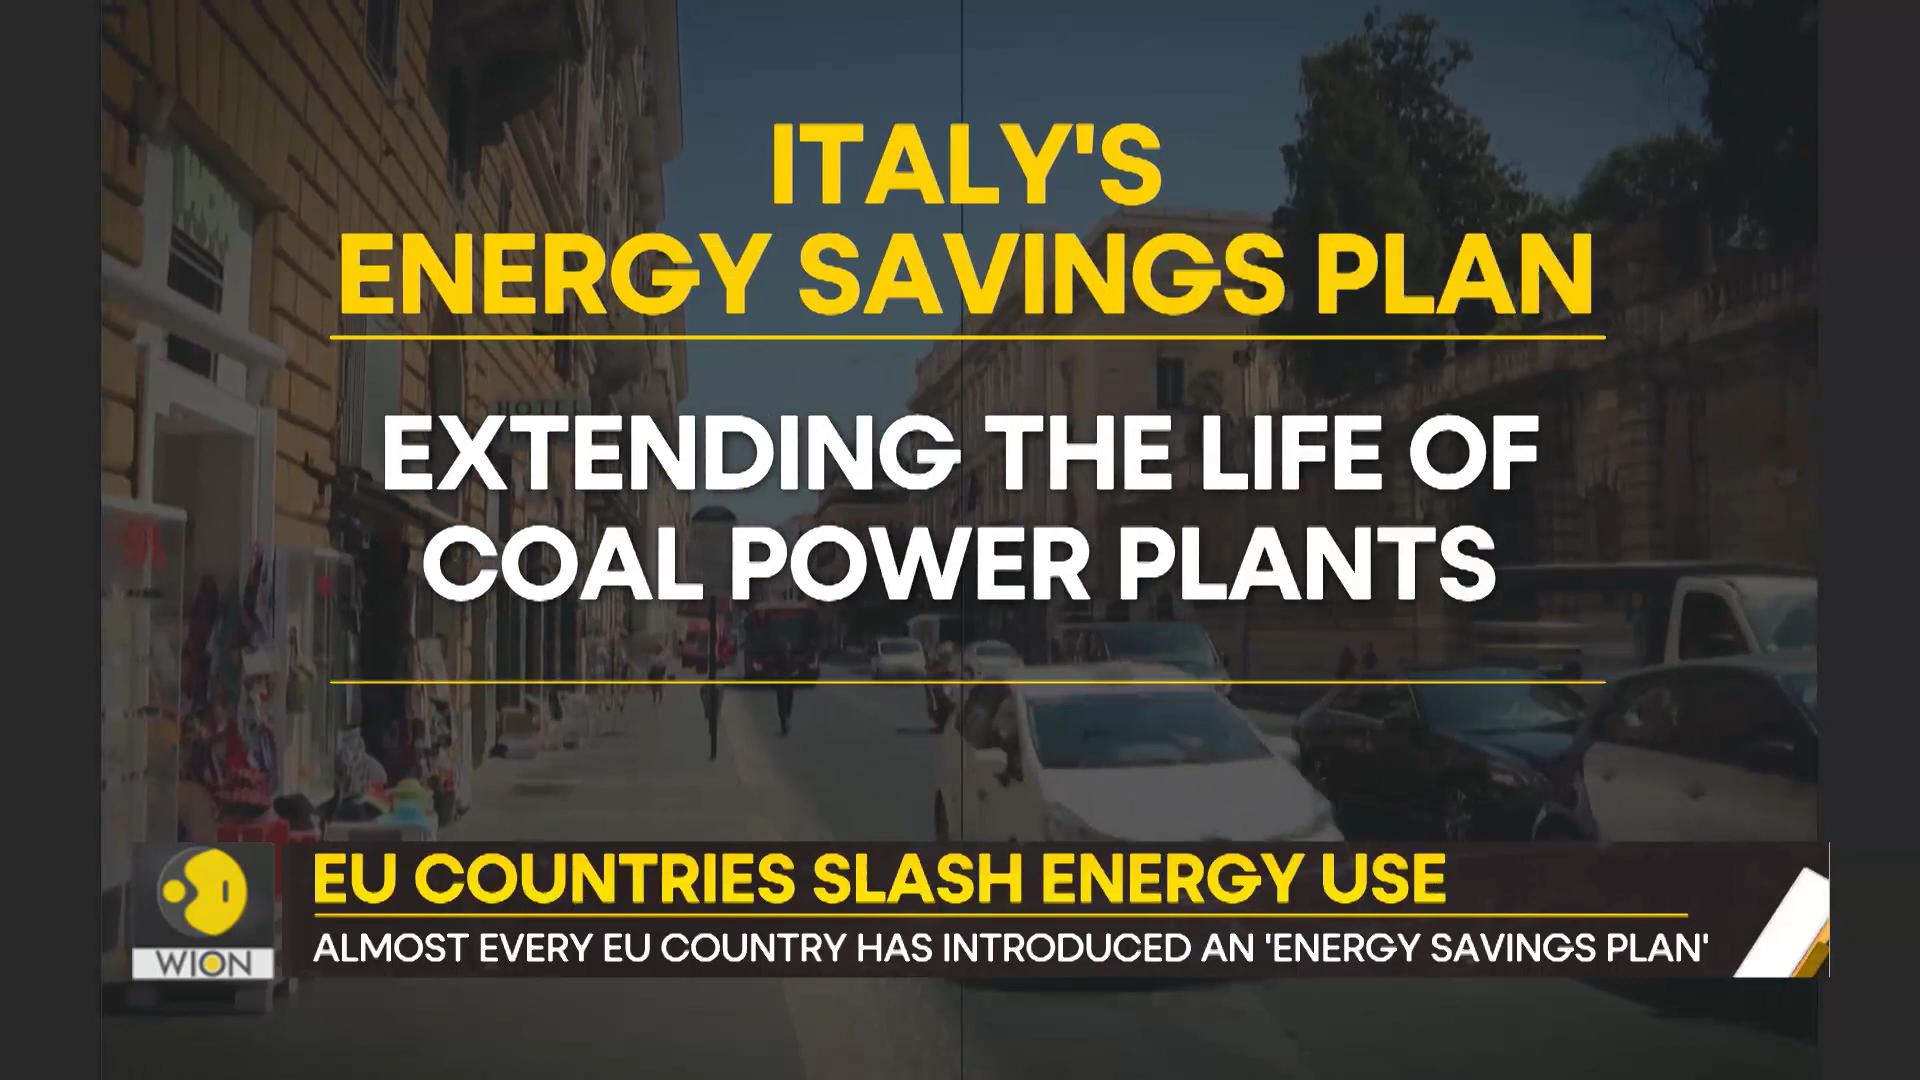 ITALY'S
ENERGY SAVINGS PLAN
EXTENDING THE LIFE OF
COAL POWER PLANTS
HOTEL
EU COUNTRIES SLASH ENERGY USE
ALMOST EVERY EU COUNTRY HAS INTRODUCED AN 'ENERGY SAVINGS PLAN'
WION